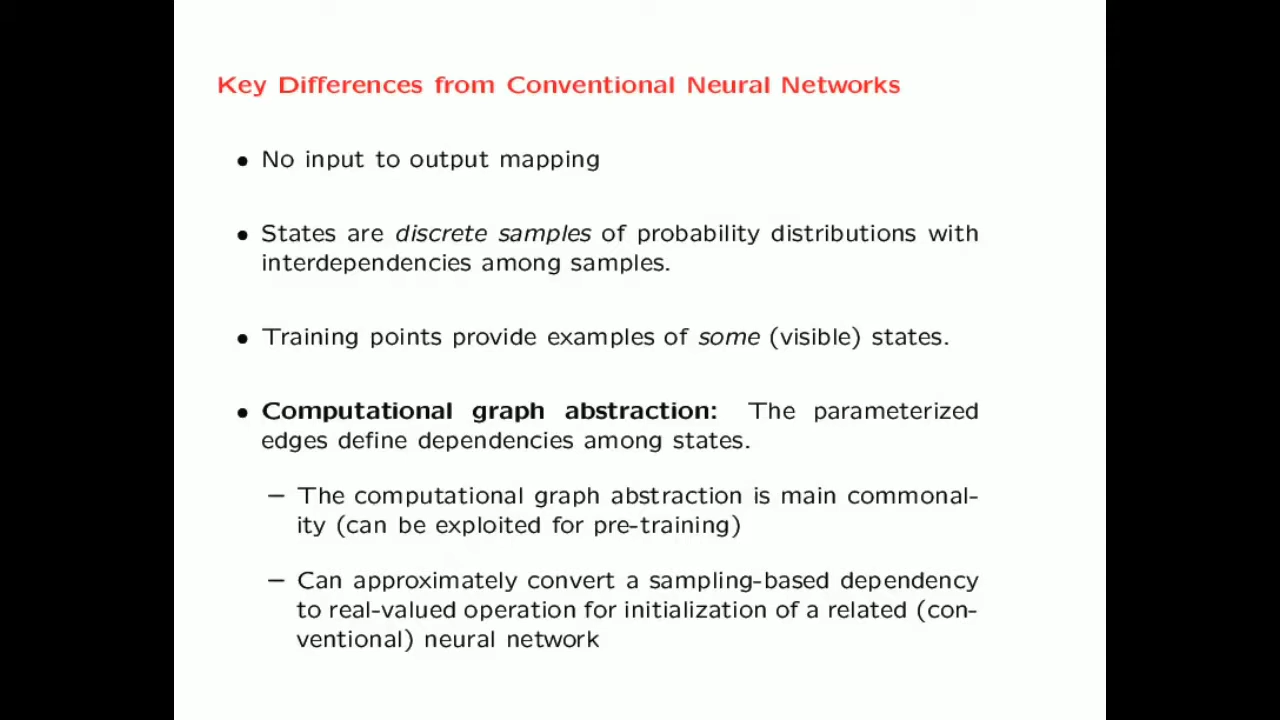 Key Differences from Conventional Neural Networks
• No input to output mapping
• States are discrete samples of probability distributions with
interdependencies among samples.
• Training points provide examples of some (visible) states.
• Computational graph abstraction: The parameterized
edges define dependencies among states.
– The computational graph abstraction is main commonal-
ity (can be exploited for pre-training)
– Can approximately convert a sampling-based dependency
to real-valued operation for initialization of a related (con-
ventional) neural network